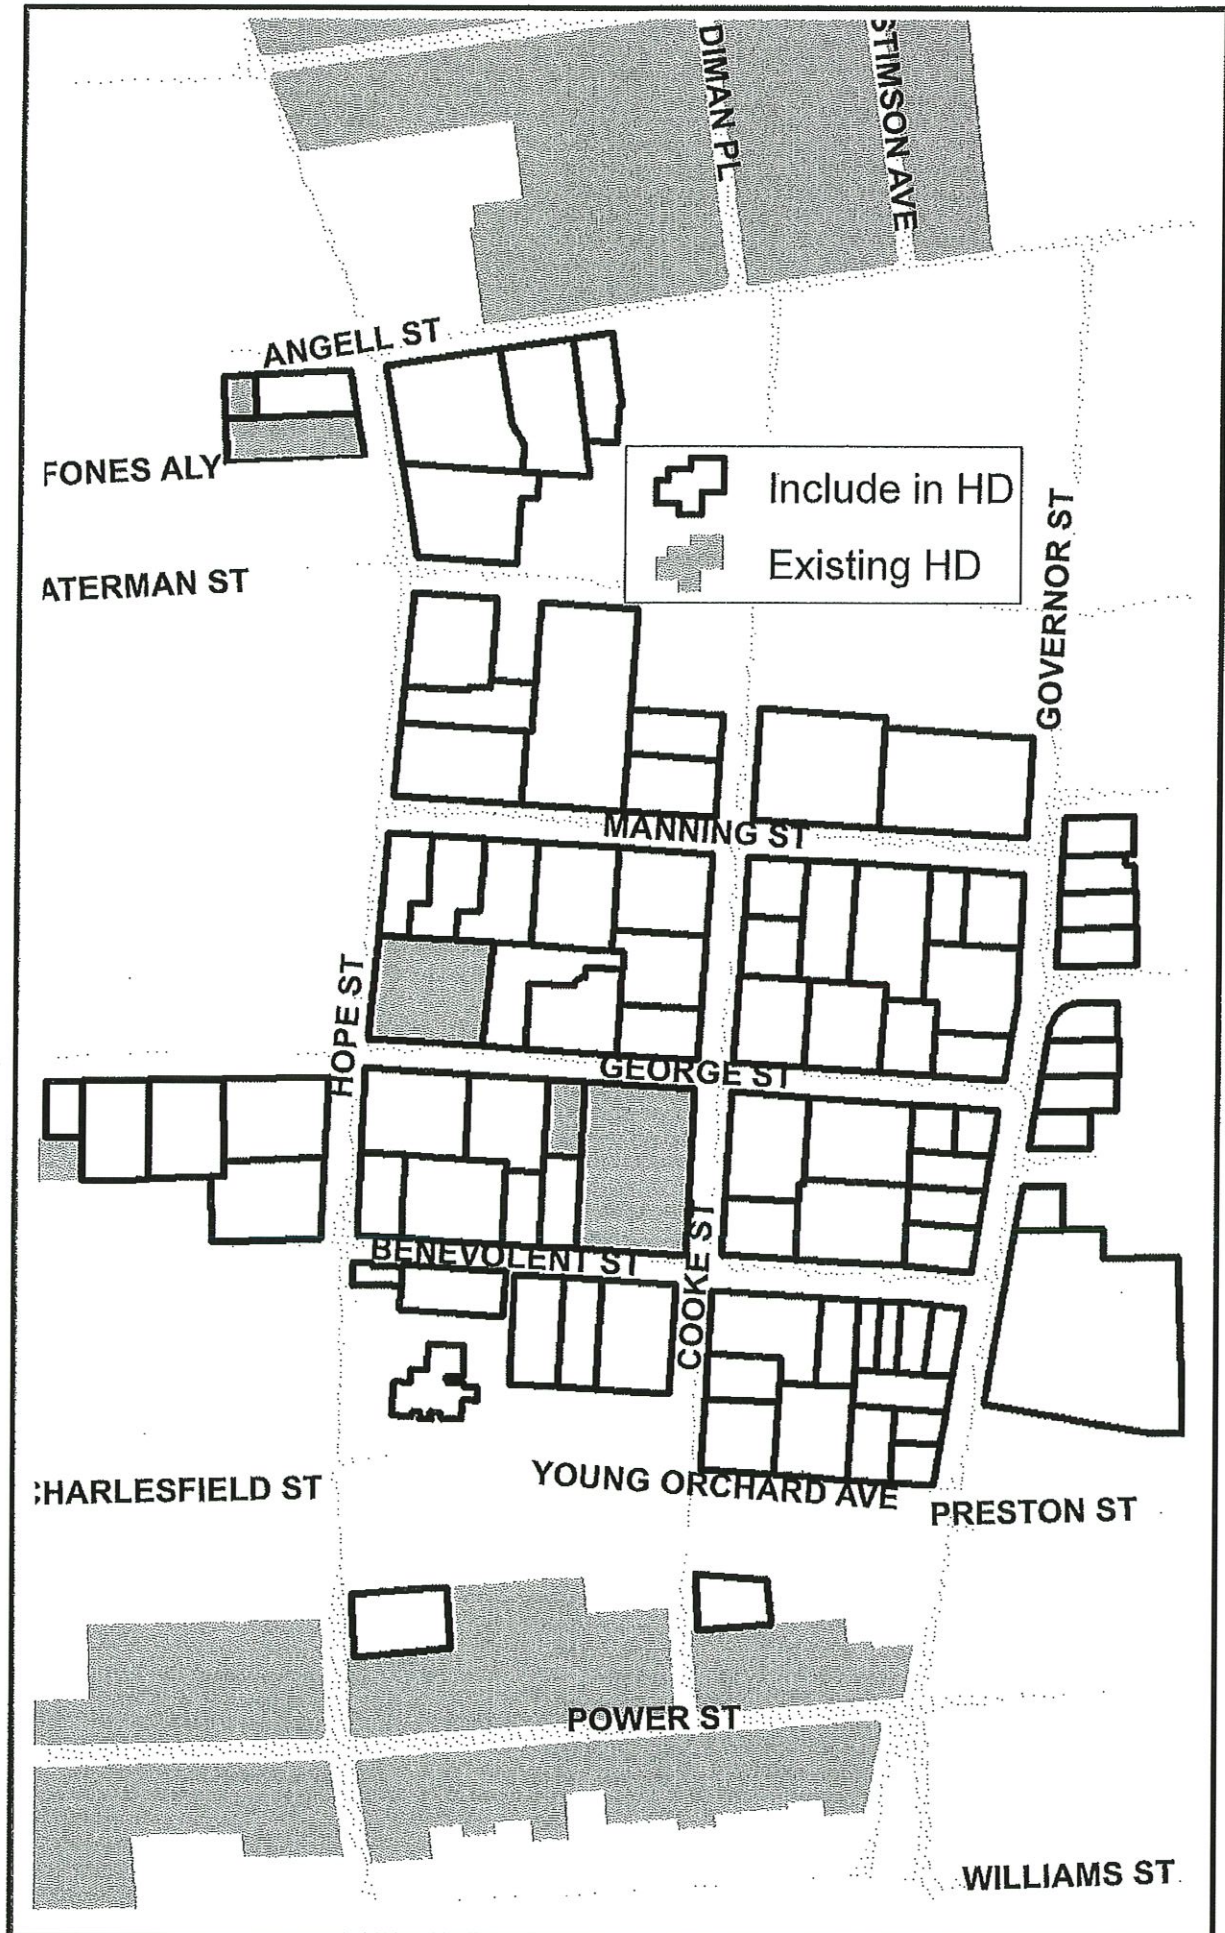 DIMAN PL
STIMSON AVE
ANGELL ST
FONES ALY
Include in HD
Existing HD
ATERMAN ST
GOVERNOR ST
MANNING ST
HOPE ST
GEORGE ST
BENEVOLENT ST
COOKE ST
HARLESFIELD ST
YOUNG ORCHARD AVE
PRESTON ST
POWER ST
WILLIAMS ST